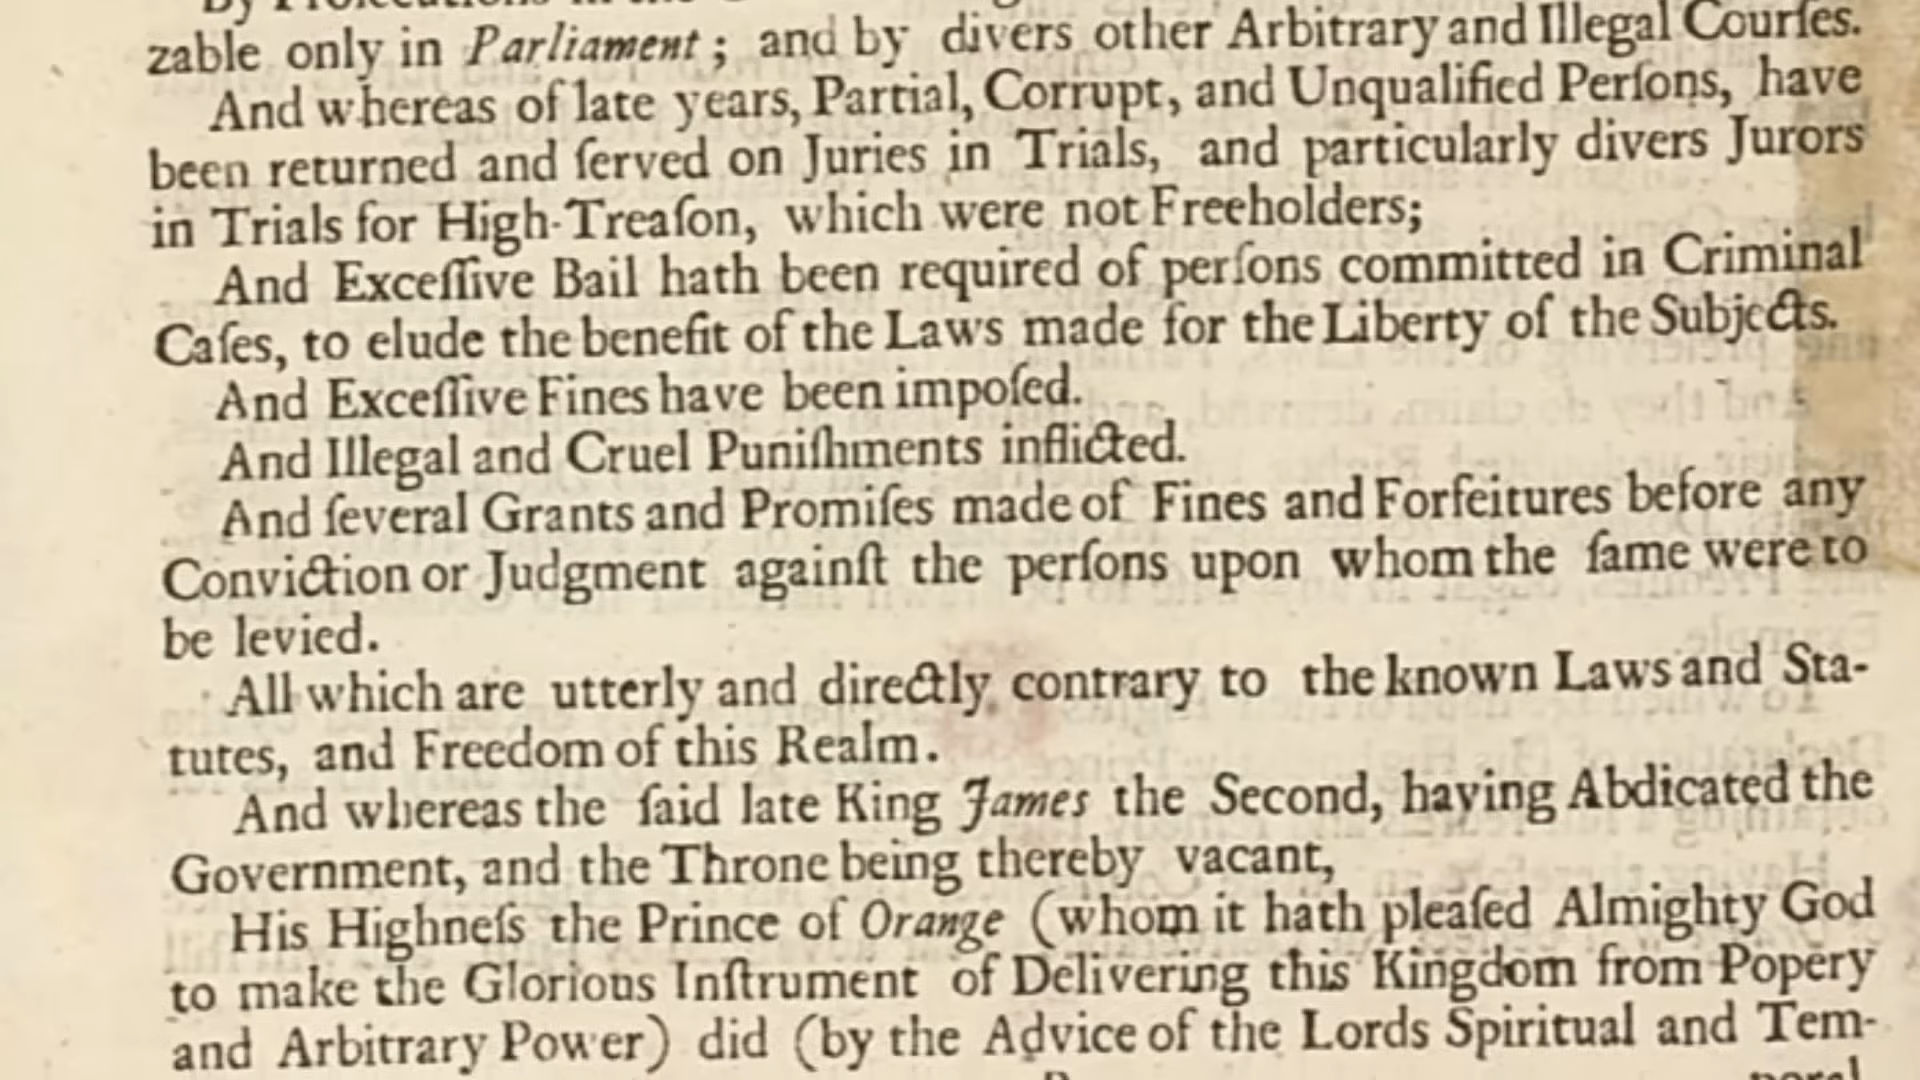 zable only in Parliament; and by divers other Arbitrary and Illegal Courſes.
And whereas of late years, Partial, Corrupt, and Unqualified Perſons, have
been returned and ſerved on Juries in Trials, and particularly divers Jurors
in Trials for High-Treaſon, which were not Freeholders;
And Exceſſive Bail hath been required of perſons committed in Criminal
Caſes, to elude the benefit of the Laws made for the Liberty of the Subjects.
And Exceſſive Fines have been impoſed.
And Illegal and Cruel Puniſhments inflicted.
And ſeveral Grants and Promiſes made of Fines and Forfeitures before any
Conviction or Judgment againſt the perſons upon whom the ſame were to
be levied.
All which are utterly and directly contrary to the known Laws and Sta-
tutes, and Freedom of this Realm.
And whereas the ſaid late King James the Second, having Abdicated the
Government, and the Throne being thereby vacant,
His Highneſs the Prince of Orange (whom it hath pleaſed Almighty God
to make the Glorious Inſtrument of Delivering this Kingdom from Popery
and Arbitrary Power) did (by the Advice of the Lords Spiritual and Tem-